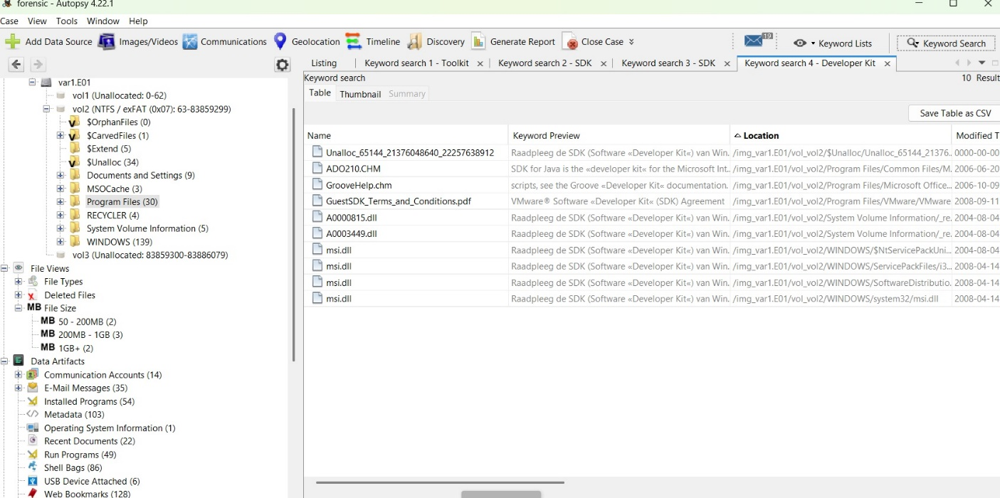 forensic - Autopsy 4.22.1
Case View Tools Window Help
Add Data Source Images/Videos Communications Geolocation Timeline Discovery Generate Report Close Case 19 Keyword Lists Keyword Search
Listing Keyword search 1 - Toolkit Keyword search 2 - SDK Keyword search 3 - SDK Keyword search 4 - Developer Kit
Keyword search 10 Result
Table Thumbnail Summary
Save Table as CSV
Name Keyword Preview Location Modified T
Unalloc_65144_21376048640_22257638912 Raadpleeg de SDK (Software «Developer Kit« van Win. /img_var1.E01/vol_vol2/$Unalloc/Unalloc_65144_21376... 0000-00-00
ADO210.CHM SDK for Java is the «developer kit« for the Microsoft Int.. /img_var1.E01/vol_vol2/Program Files/Common Files/M. 2006-06-20
GrooveHelp.chm scripts, see the Groove «Developer Kit« documentation. /img_var1.E01/vol_vol2/Program Files/Microsoft Office... 2006-10-09
GuestSDK_Terms_and_Conditions.pdf VMware® Software «Developer Kit« (SDK) Agreement /img_var1.E01/vol_vol2/Program Files/VMware/VMware 2008-09-11
A0000815.dll Raadpleeg de SDK (Software «Developer Kit«) van Win. /img_var1.E01/vol_vol2/System Volume Information/_re. 2004-08-04
A0003449.dll Raadpleeg de SDK (Software «Developer Kit«) van Win. /img_var1.E01/vol_vol2/System Volume Information/_re. 2004-08-04
msi.dll Raadpleeg de SDK (Software «Developer Kit«) van Win. /img_var1.E01/vol_vol2/WINDOWS/$NtServicePackUni... 2004-08-04
msi.dll Raadpleeg de SDK (Software «Developer Kit«) van Win. /img_var1.E01/vol_vol2/WINDOWS/ServicePackFiles/i3... 2008-04-14
msi.dll Raadpleeg de SDK (Software «Developer Kit«) van Win. /img_var1.E01/vol_vol2/WINDOWS/SoftwareDistributio. 2008-04-14
msi.dll Raadpleeg de SDK (Software «Developer Kit«) van Win. /img_var1.E01/vol_vol2/WINDOWS/system32/msi.dll 2008-04-14
var1.E01
vol1 (Unallocated: 0-62)
vol2 (NTFS / exFAT (0x07): 63-83859299)
$OrphanFiles (0)
$CarvedFiles (1)
$Extend (5)
$Unalloc (34)
Documents and Settings (9)
MSOCache (3)
Program Files (30)
RECYCLER (4)
System Volume Information (5)
WINDOWS (139)
vol3 (Unallocated: 83859300-83886079)
File Views
File Types
Deleted Files
MB File Size
MB 50 - 200MB (2)
MB 200MB - 1GB (3)
MB 1GB+ (2)
Data Artifacts
Communication Accounts (14)
E-Mail Messages (35)
Installed Programs (54)
Metadata (103)
Operating System Information (1)
Recent Documents (22)
Run Programs (49)
Shell Bags (86)
USB Device Attached (6)
Web Bookmarks (128)